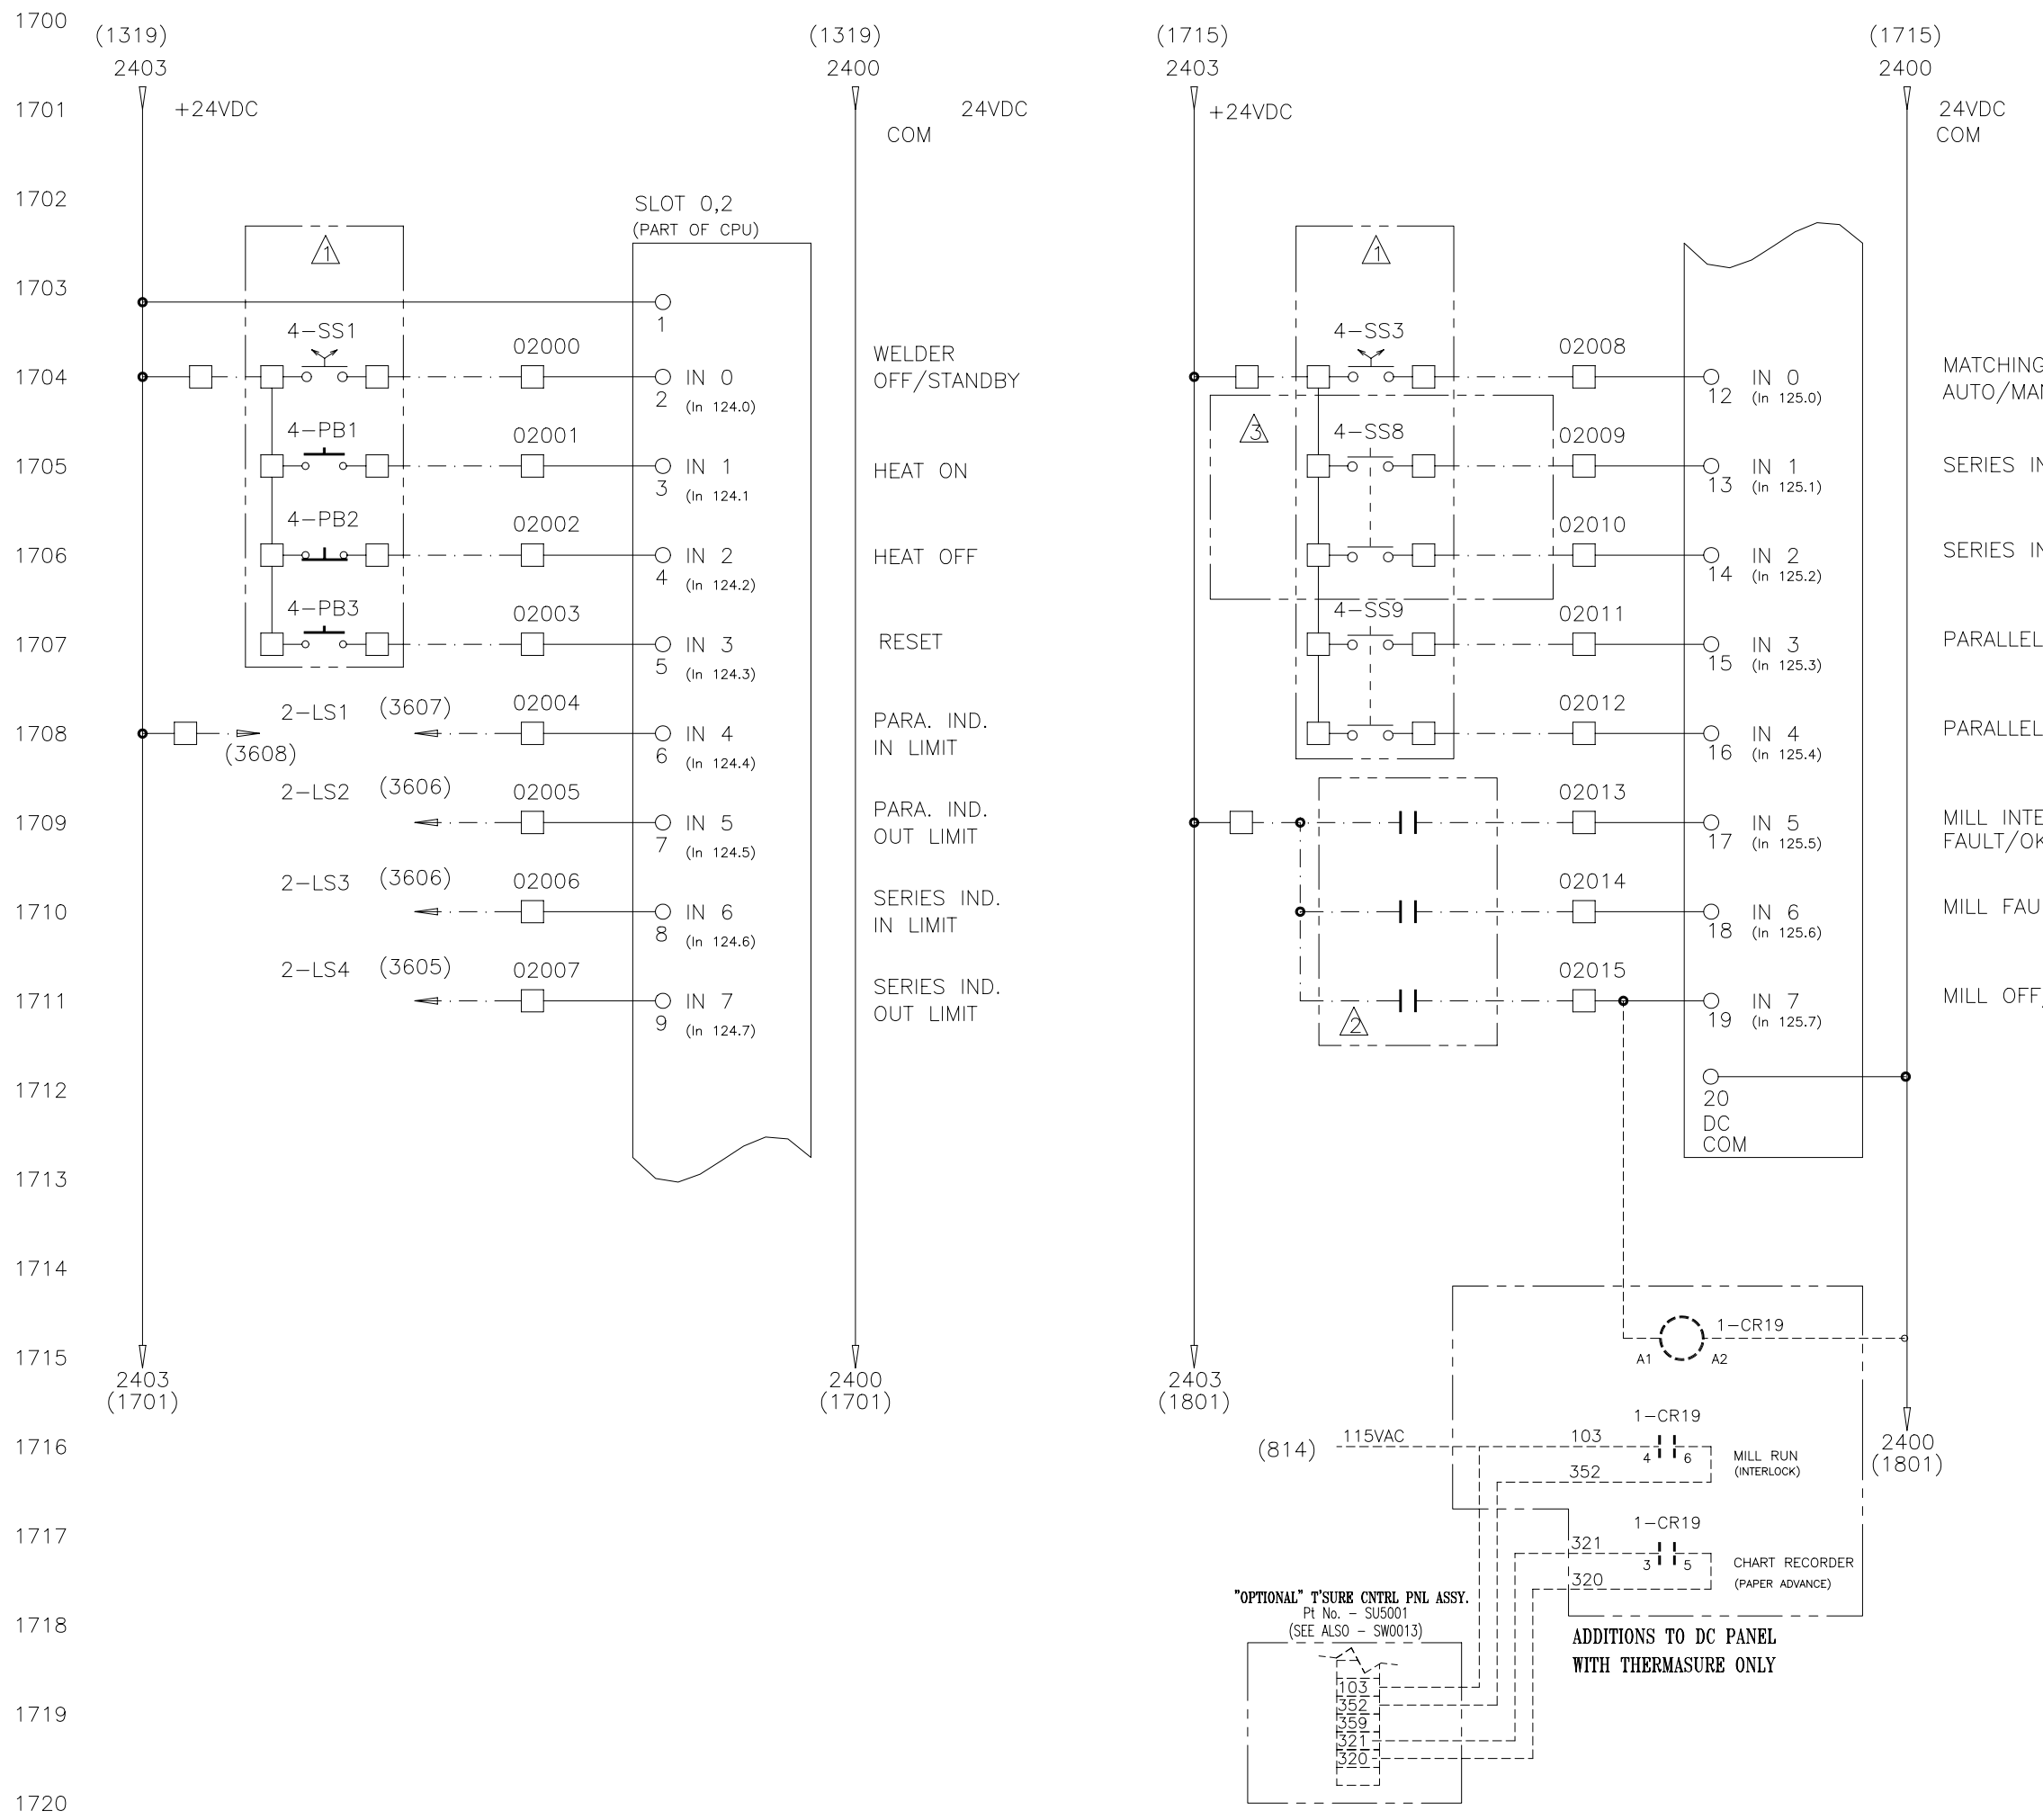 1700
1701
1702
1703
1704
1705
1706
1707
1708
1709
1710
1711
1712
1713
1714
1715
1716
1717
1718
1719
1720
(1319)
2403
+24VDC
(1319)
2400
24VDC
COM
SLOT 0,2
(PART OF CPU)
1
1
4-SS1
02000
IN 0
2
(In 124.0)
WELDER
OFF/STANDBY
4-PB1
02001
IN 1
3
(In 124.1
HEAT ON
4-PB2
02002
IN 2
4
(In 124.2)
HEAT OFF
4-PB3
02003
IN 3
5
(In 124.3)
RESET
2-LS1
(3607)
(3608)
02004
IN 4
6
(In 124.4)
PARA. IND.
IN LIMIT
2-LS2
(3606)
02005
IN 5
7
(In 124.5)
PARA. IND.
OUT LIMIT
2-LS3
(3606)
02006
IN 6
8
(In 124.6)
SERIES IND.
IN LIMIT
2-LS4
(3605)
02007
IN 7
9
(In 124.7)
SERIES IND.
OUT LIMIT
2403
(1701)
2400
(1701)
(1715)
2403
+24VDC
(1715)
2400
24VDC
COM
1
4-SS3
02008
IN 0
12
(In 125.0)
MATCHING
3
4-SS8
02009
IN 1
13
(In 125.1)
SERIES
02010
IN 2
14
(In 125.2)
SERIES
4-SS9
02011
IN 3
15
(In 125.3)
PARALLEL
02012
IN 4
16
(In 125.4)
PARALLEL
02013
IN 5
17
(In 125.5)
MILL
02014
IN 6
18
(In 125.6)
MILL
2
02015
IN 7
19
(In 125.7)
MILL OFF
20
DC
COM
2403
(1801)
1-CR19
A1
A2
2400
(1801)
(814)
115VAC
103
1-CR19
4
6
352
MILL RUN
(INTERLOCK)
1-CR19
321
3
5
320
CHART RECORDER
(PAPER ADVANCE)
ADDITIONS TO DC PANEL
WITH THERMASURE ONLY
"OPTIONAL" T'SURE CNTRL PNL ASSY.
Pt No. - SU5001
(SEE ALSO - SW0013)
103
352
359
321
320